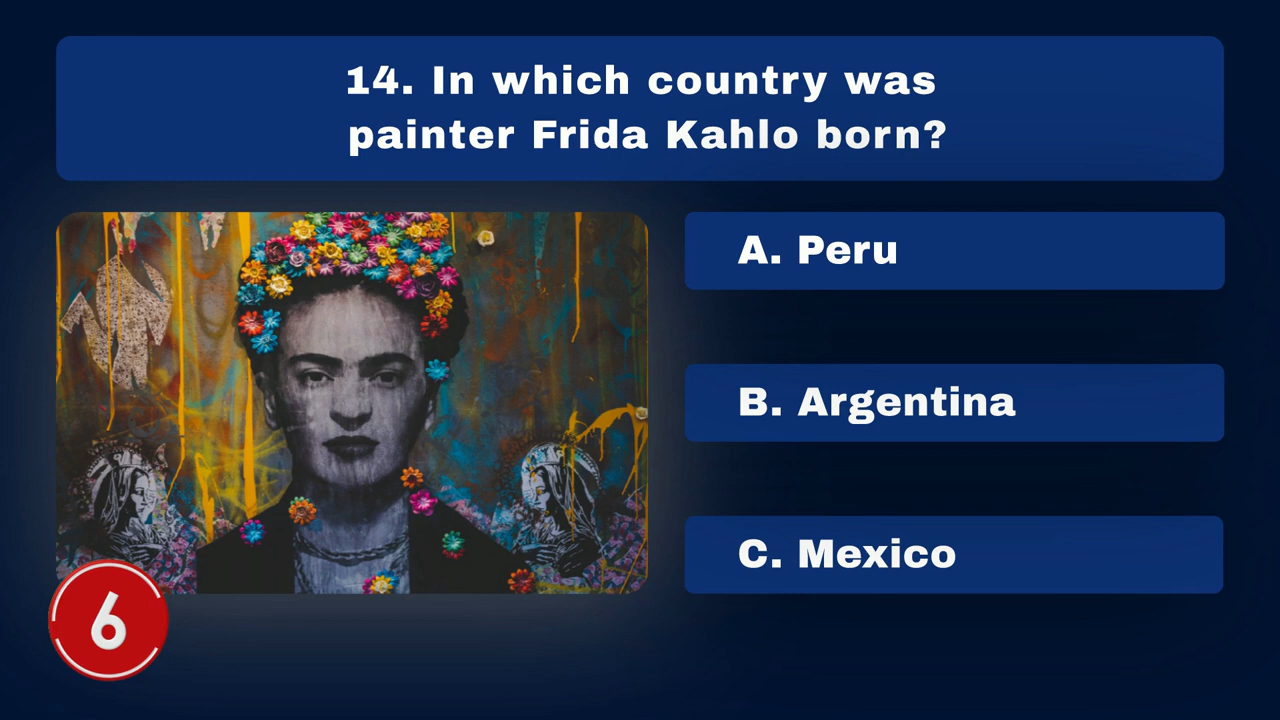 14. In which country was
painter Frida Kahlo born?
A. Peru
B. Argentina
C. Mexico
6